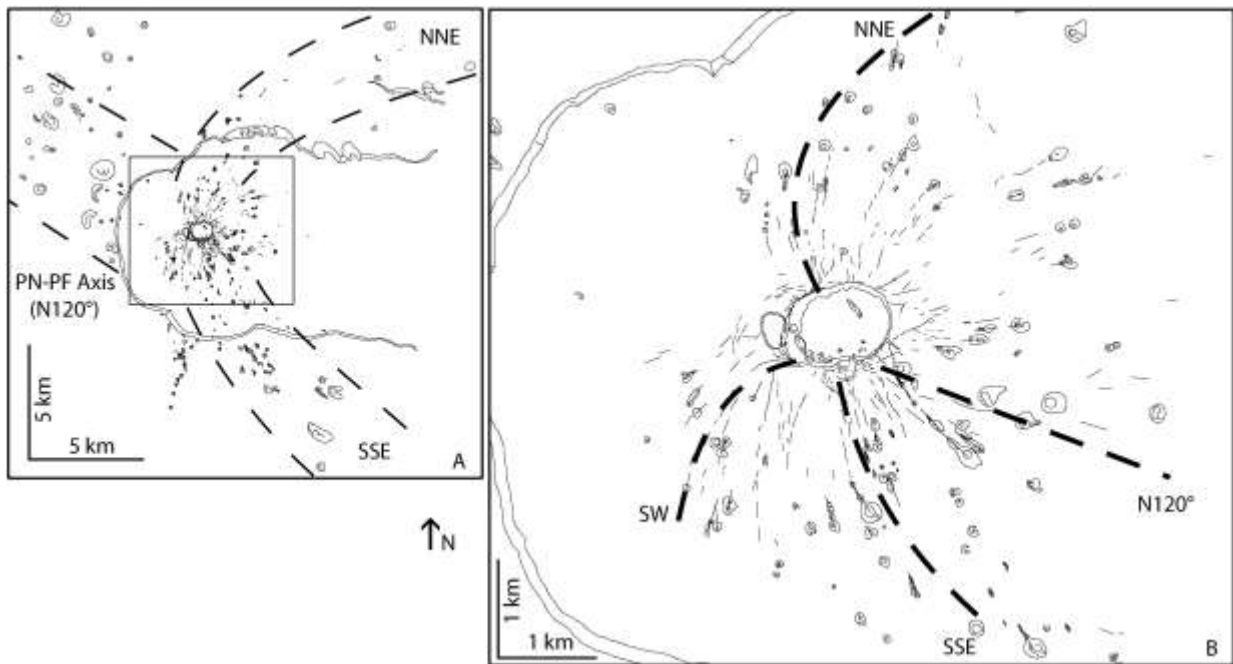 NNE
PN-PF Axis
(N120°)
5 km
5 km
SSE
A
N
NNE
SW
N120°
1 km
1 km
SSE
B